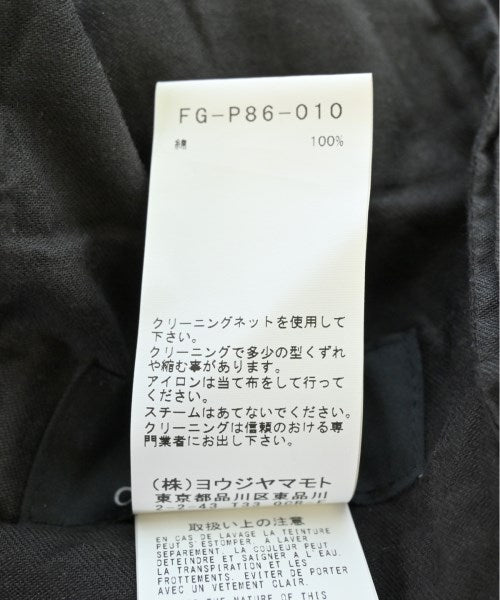 FG-P86-010
綿 100%
クリーニングネットを使用して
下さい。
クリーニングで多少の型くずれ
や縮む事があります。
アイロンは当て布をして行って
ください。
スチームはあてないでください。
クリーニングは信頼のおける専
門業者にお出し下さい。
(株)ヨウジヤマモト
東京都品川区東品川
2-2-43 T33
取扱い上の注意
EN CAS DE LAVAGE LA TEINTURE
PEUT S'ESTOMPER. A LAVER
SEPAREMENT. LA COULEUR PEUT
DETEINDRE ET SAIGNER A L'EAU.
LA TRANSPIRATION ET LES
FROTTEMENTS. EVITER DE PORTER
AVEC UN VETEMENT CLAIR.
THE NATURE OF THIS